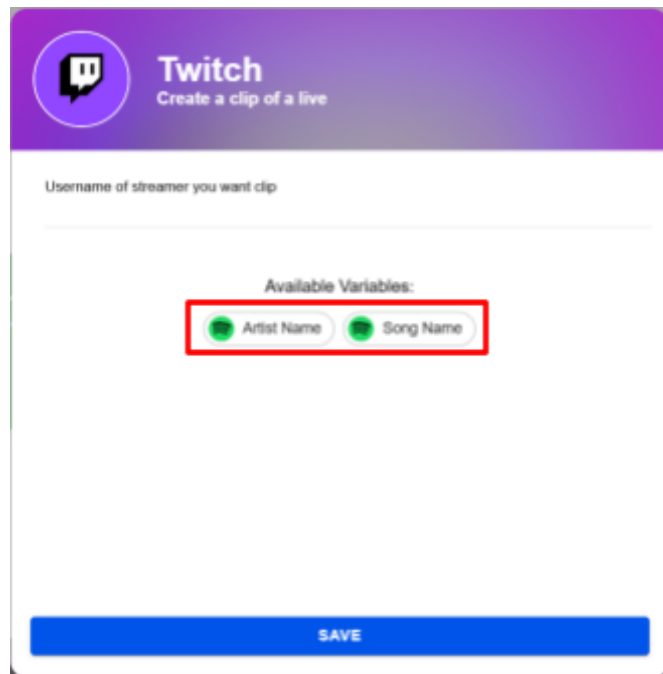 Twitch
Create a clip of a live
Username of streamer you want clip
Available Variables:
Artist Name Song Name
SAVE